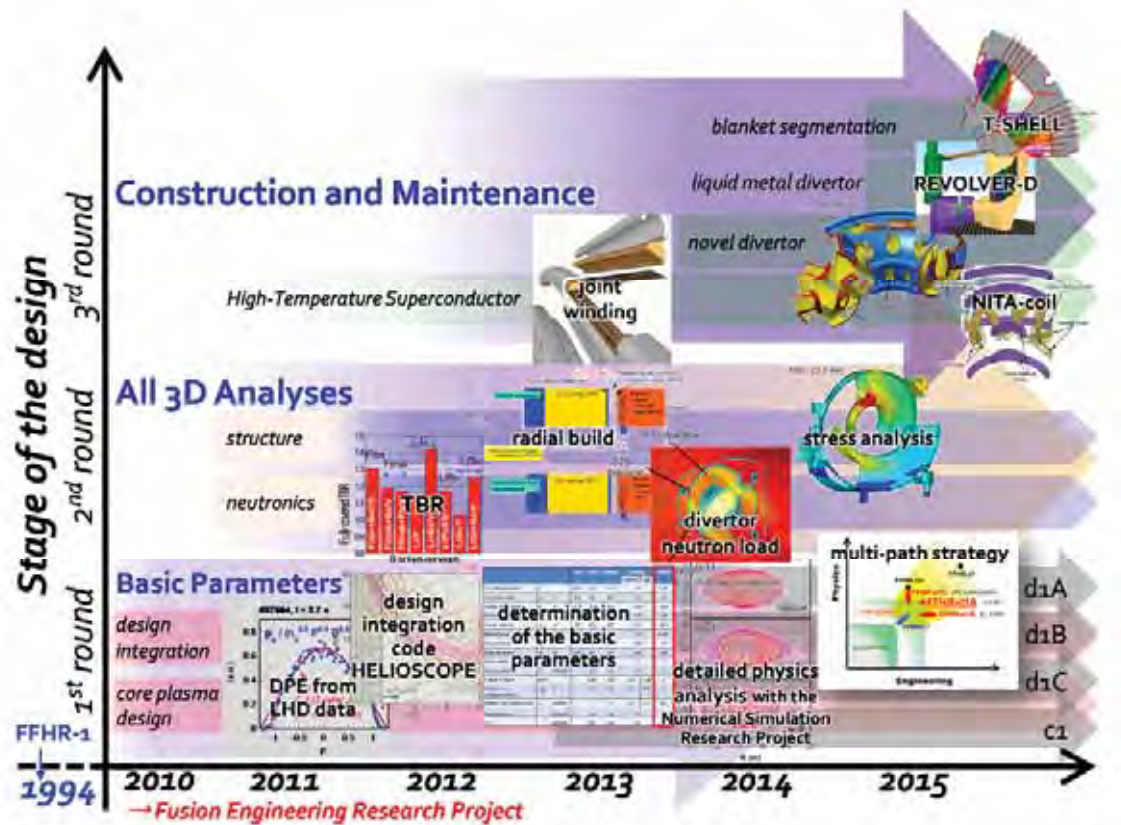 Stage of the design
3rd round
2nd round
1st round
Construction and Maintenance
blanket segmentation
T-SHELL
liquid metal divertor
REVOLVER-D
novel divertor
High-Temperature Superconductor
joint
winding
NITA-coil
All 3D Analyses
structure
radial build
stress analysis
neutronics
TBR
divertor
neutron load
Basic Parameters
design
integration
core plasma
design
DPE from
LHD data
design
integration
code
HELIOSCOPE
determination
of the basic
parameters
detailed physics
analysis with the
Numerical Simulation
Research Project
multi-path strategy
Physics
Engineering
d1A
d1B
d1C
c1
FFHR-1
1994
2010
2011
2012
2013
2014
2015
→Fusion Engineering Research Project